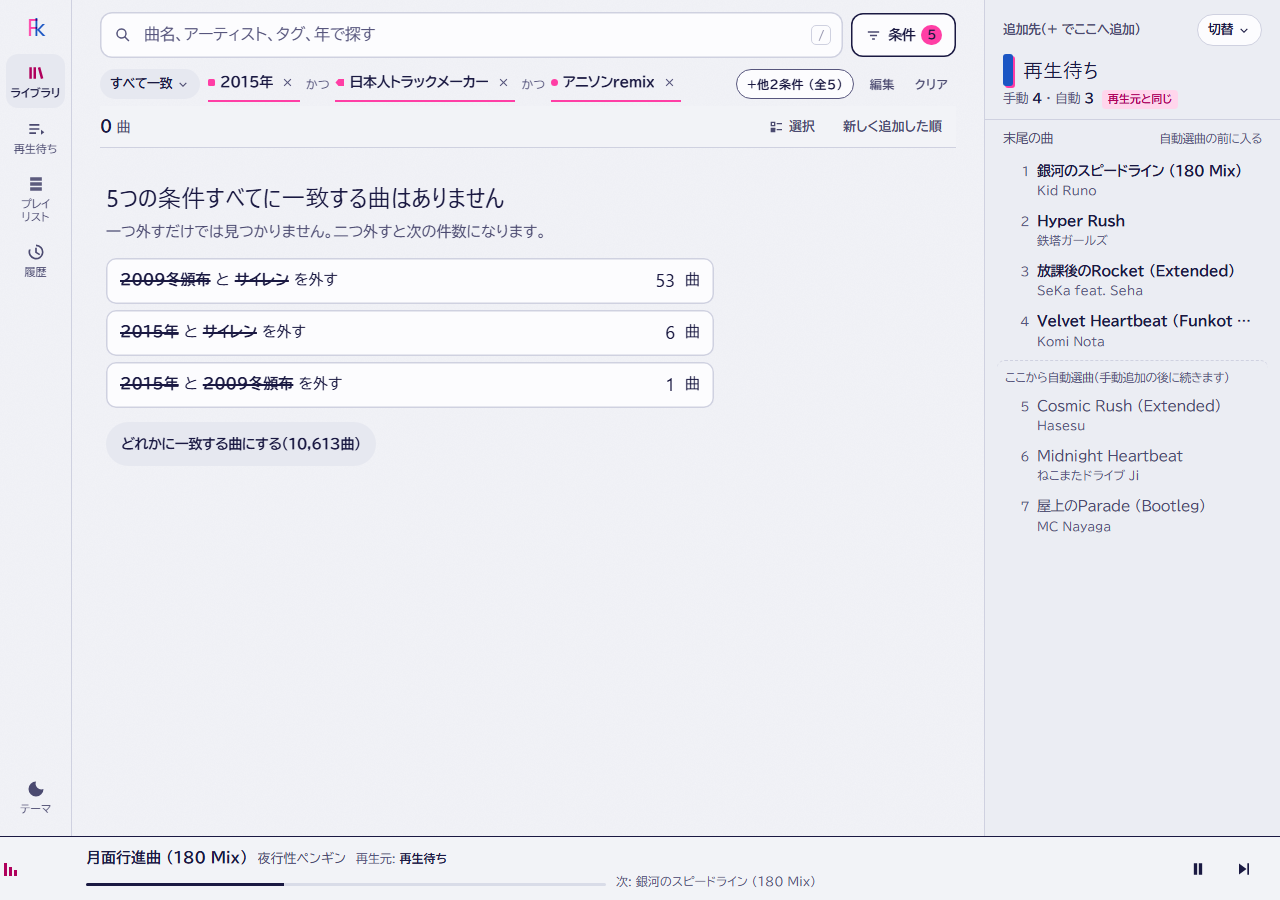 Fk
ライブラリ
再生待ち
プレイ
リスト
履歴
テーマ
曲名、アーティスト、タグ、年で探す
/
条件 5
すべて一致
2015年 ×
かつ
日本人トラックメーカー ×
かつ
アニソンremix ×
+他2条件（全5）
編集
クリア
0 曲
選択
新しく追加した順
5つの条件すべてに一致する曲はありません
一つ外すだけでは見つかりません。二つ外すと次の件数になります。
2009冬頒布 と サイレン を外す 53 曲
2015年 と サイレン を外す 6 曲
2015年 と 2009冬頒布 を外す 1 曲
どれかに一致する曲にする（10,613曲）
追加先（+ でここへ追加）
切替
再生待ち
手動 4・自動 3 再生元と同じ
末尾の曲 自動選曲の前に入る
1 銀河のスピードライン（180 Mix）
Kid Runo
2 Hyper Rush
鉄塔ガールズ
3 放課後のRocket（Extended）
SeKa feat. Seha
4 Velvet Heartbeat（Funkot …
Komi Nota
ここから自動選曲（手動追加の後に続きます）
5 Cosmic Rush（Extended）
Hasesu
6 Midnight Heartbeat
ねこまたドライブ Ji
7 屋上のParade（Bootleg）
MC Nayaga
月面行進曲（180 Mix） 夜行性ペンギン 再生元: 再生待ち
次: 銀河のスピードライン（180 Mix）